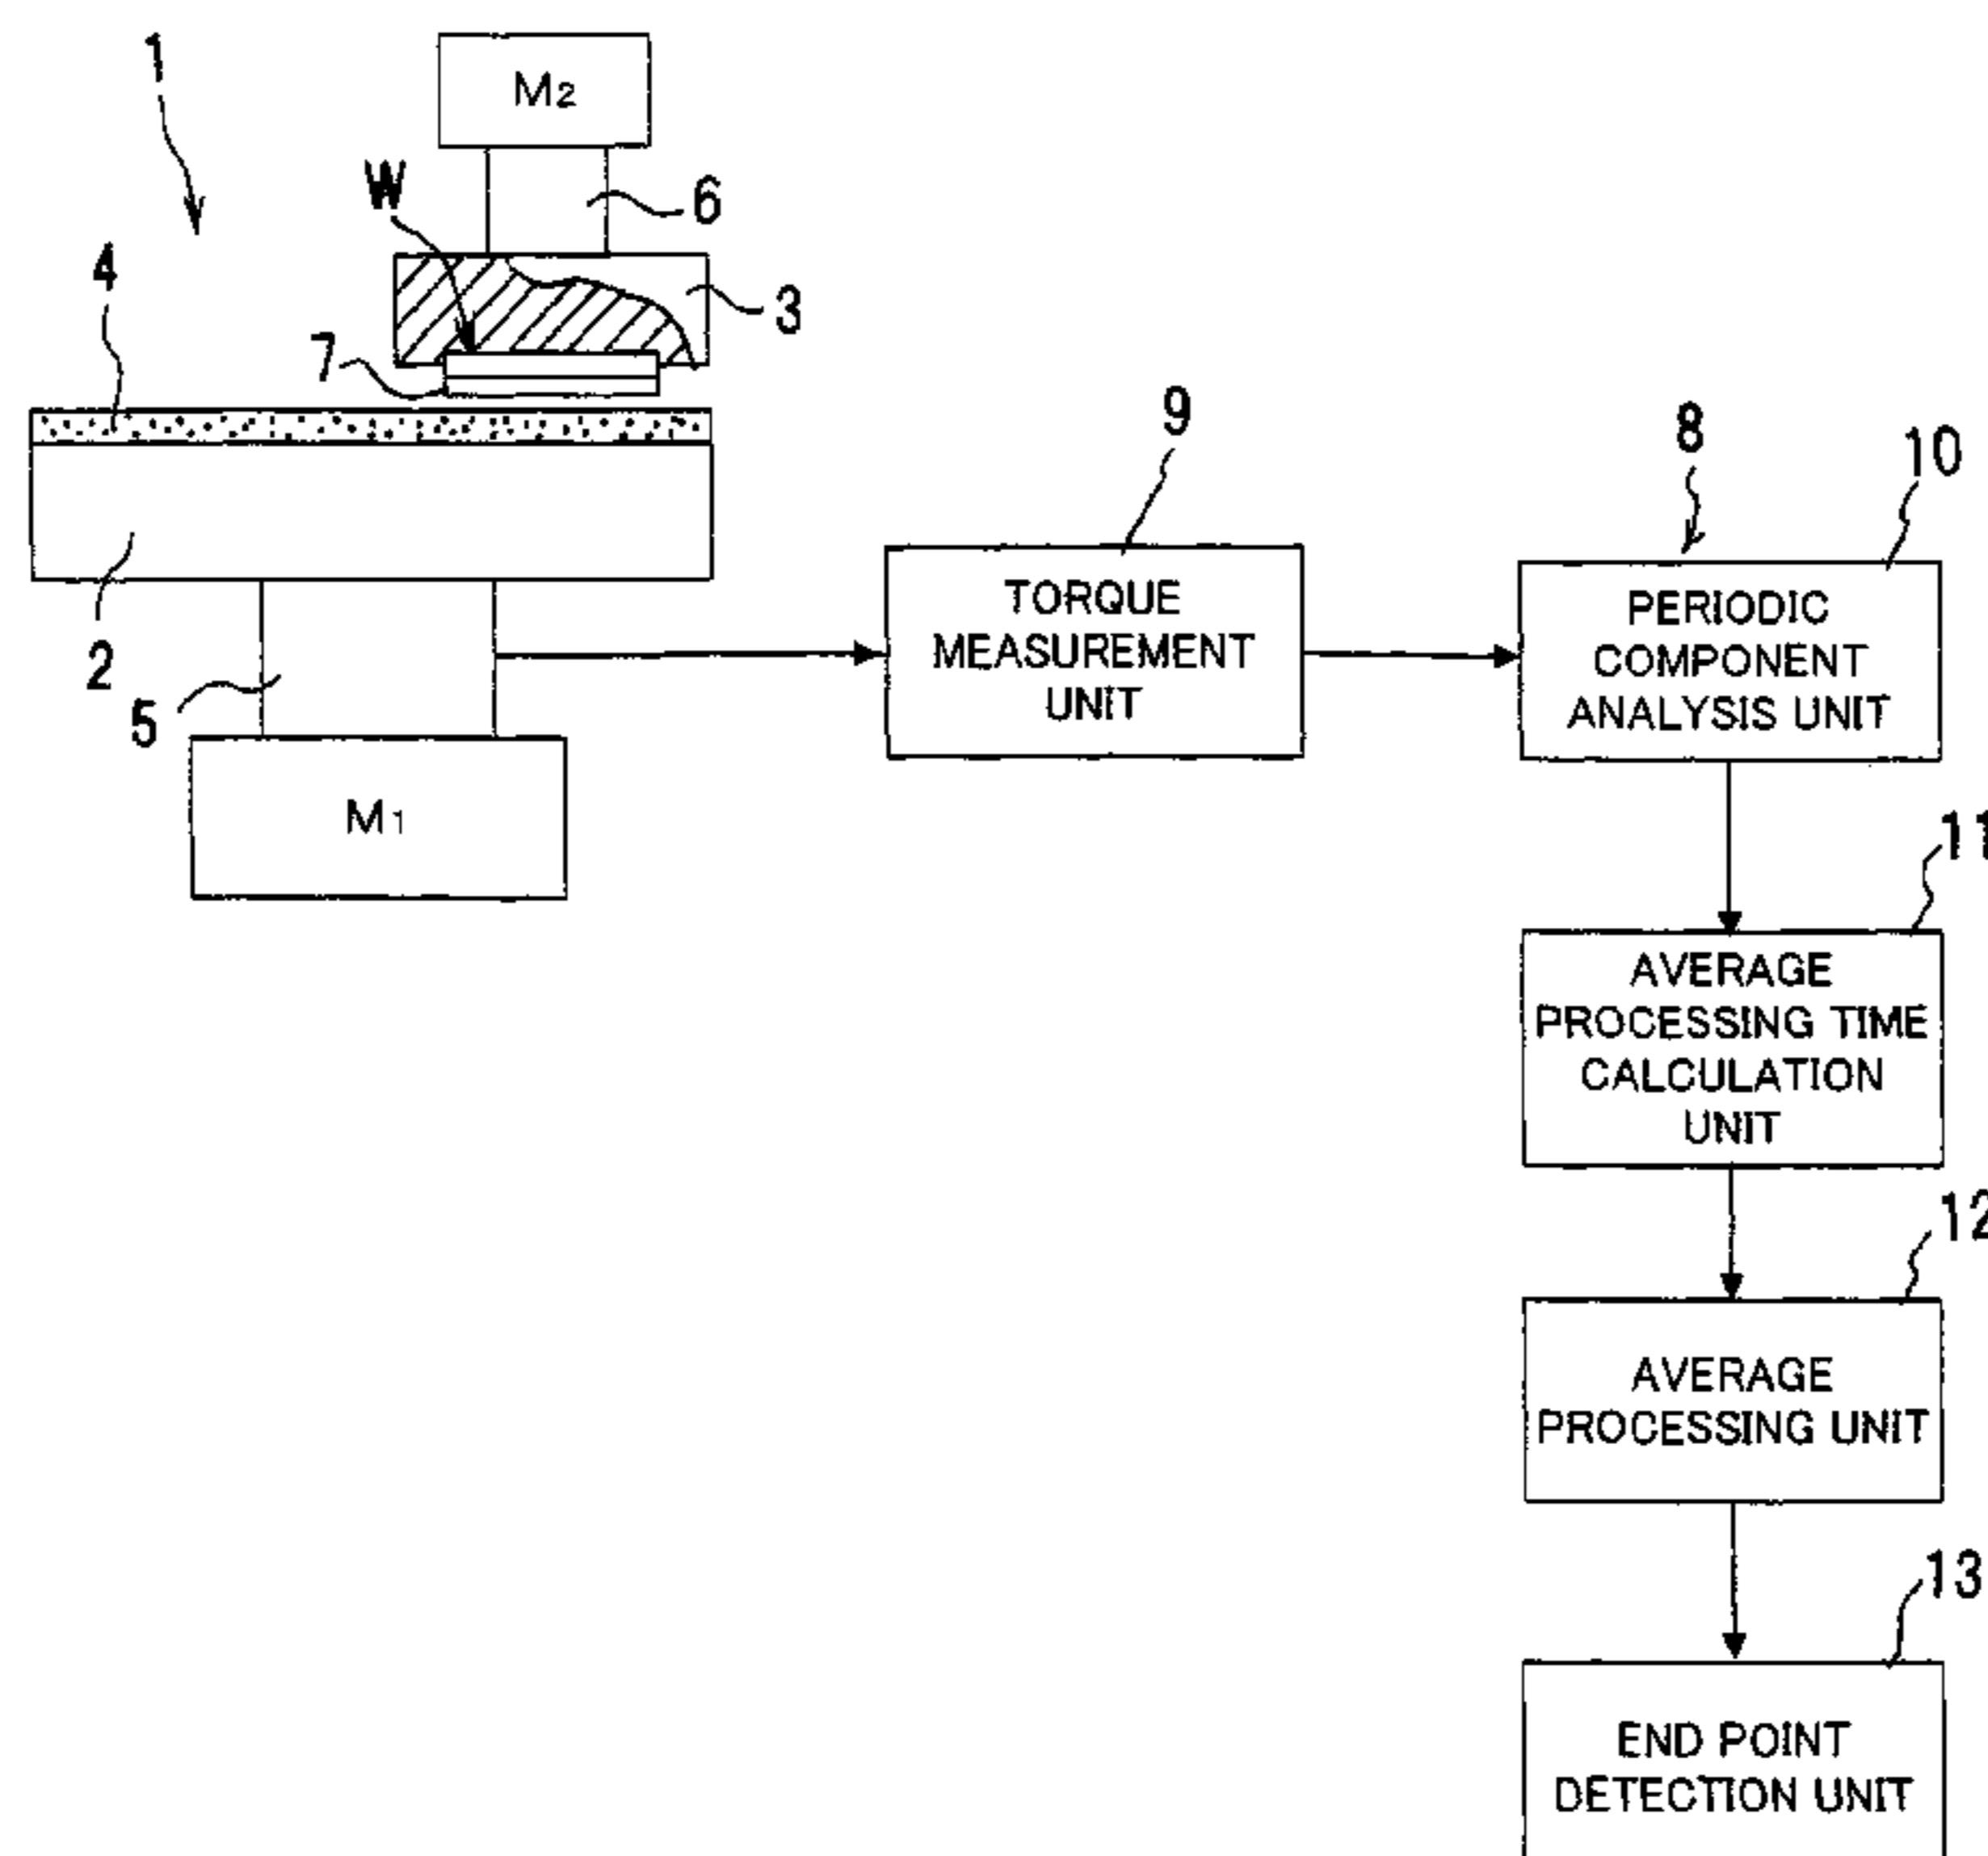 1
M2
W
6
4
3
7
9
8
10
TORQUE
MEASUREMENT
UNIT
PERIODIC
COMPONENT
ANALYSIS UNIT
2
5
M1
11
AVERAGE
PROCESSING TIME
CALCULATION
UNIT
12
AVERAGE
PROCESSING UNIT
13
END POINT
DETECTION UNIT